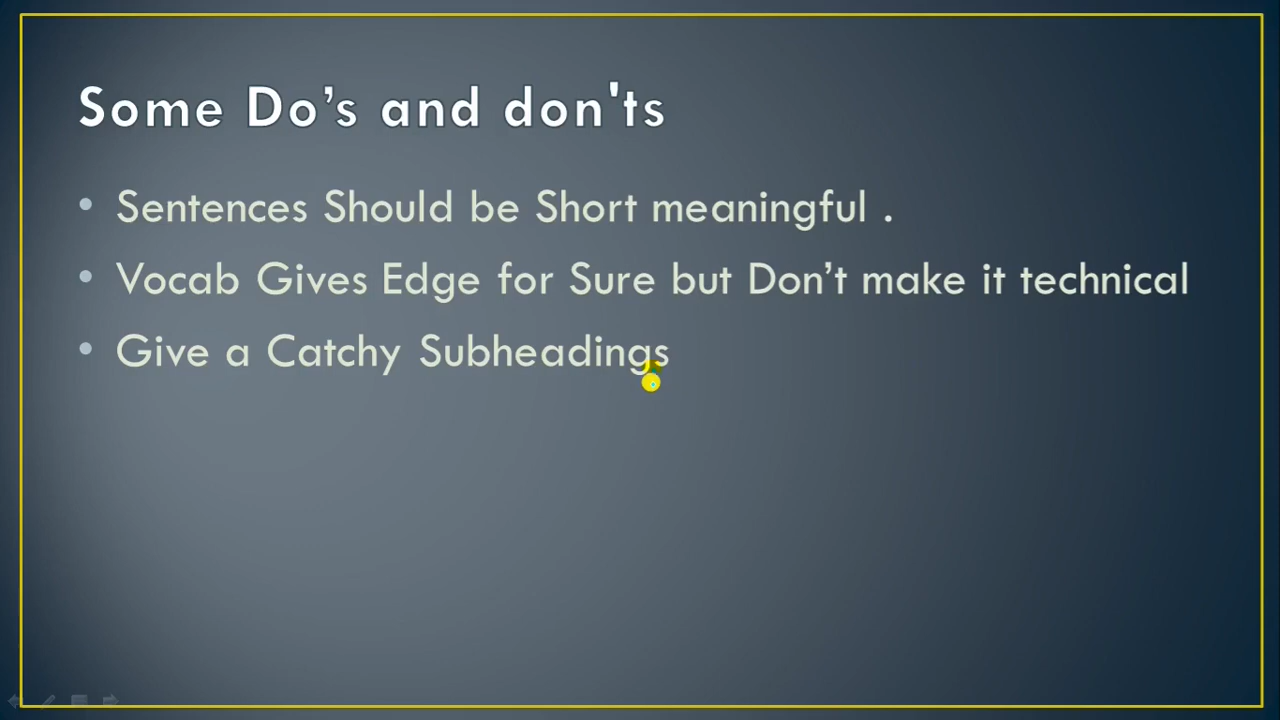 Some Do’s and don'ts
• Sentences Should be Short meaningful .
• Vocab Gives Edge for Sure but Don’t make it technical
• Give a Catchy Subheadings